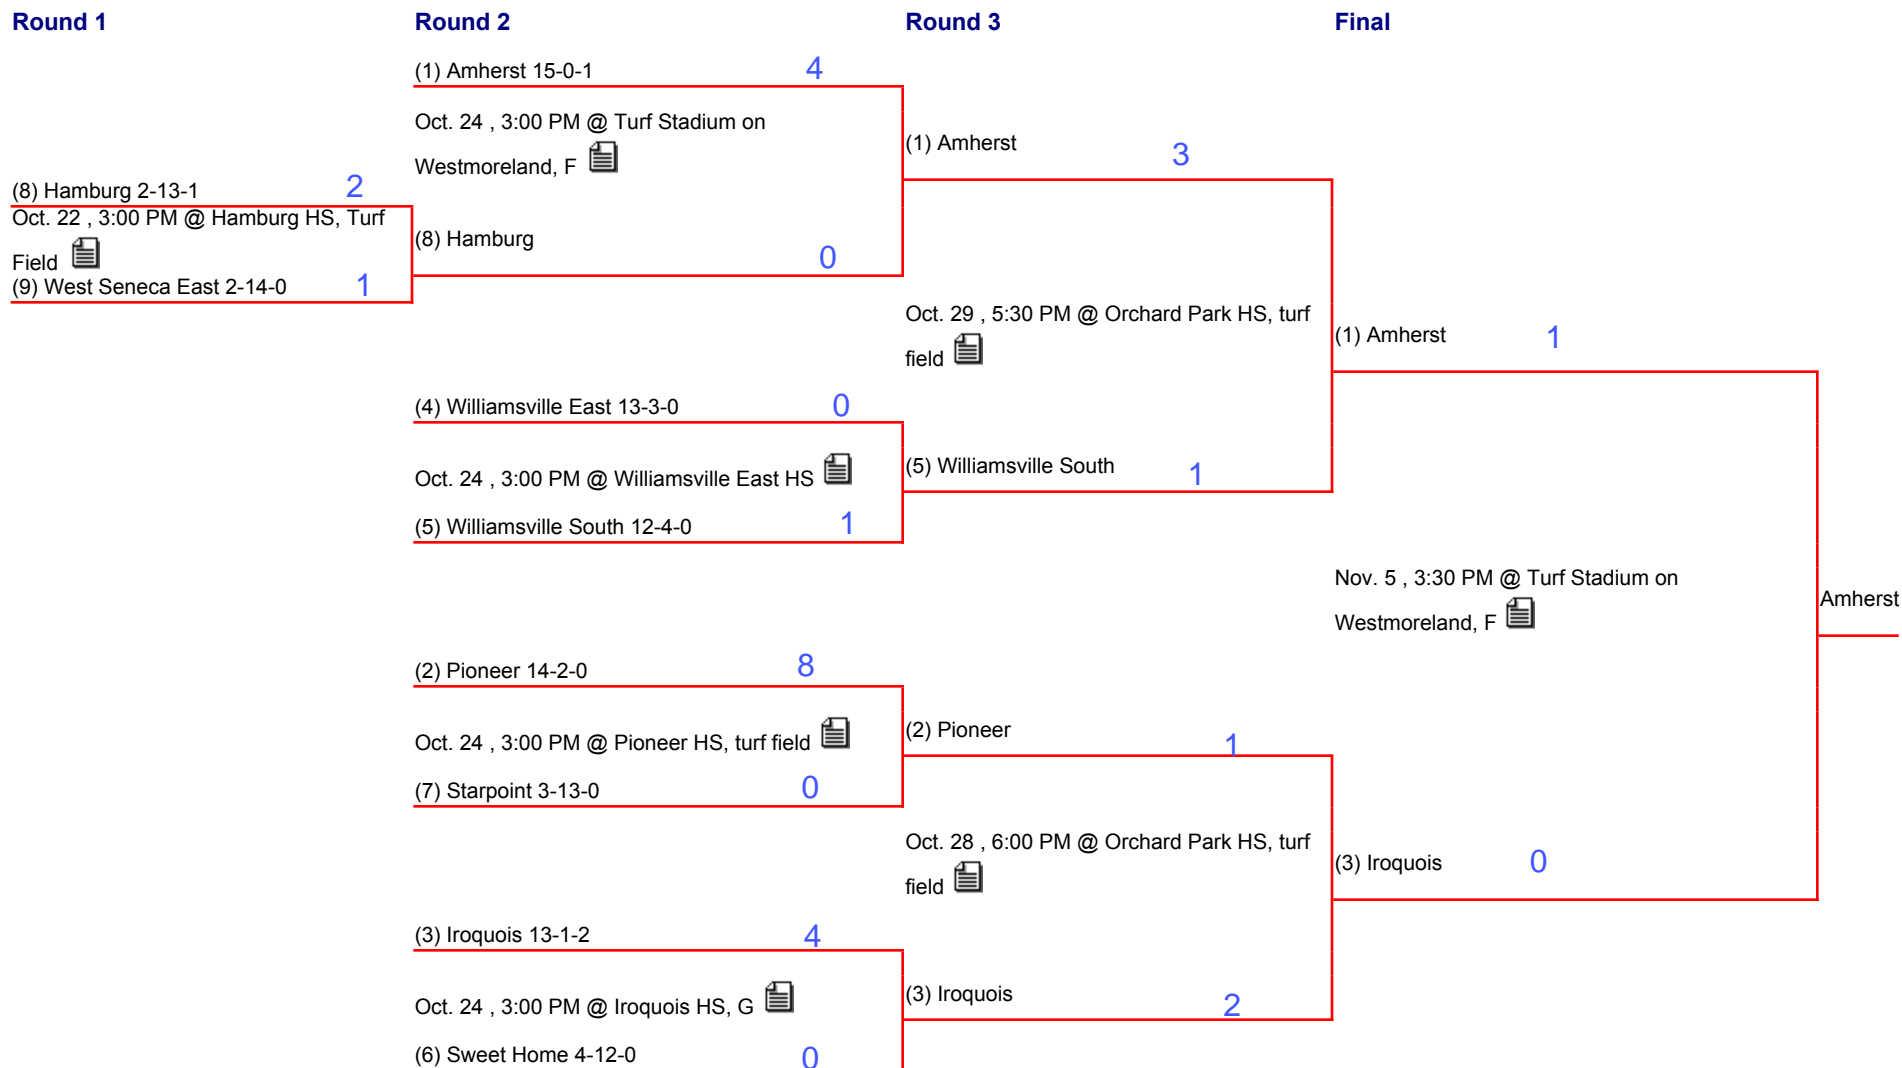 Round 1
Round 2
Round 3
Final
(8) Hamburg 2-13-1 2
Oct. 22 , 3:00 PM @ Hamburg HS, Turf
Field
(9) West Seneca East 2-14-0 1
(1) Amherst 15-0-1 4
Oct. 24 , 3:00 PM @ Turf Stadium on
Westmoreland, F
(8) Hamburg 0
(4) Williamsville East 13-3-0 0
Oct. 24 , 3:00 PM @ Williamsville East HS
(5) Williamsville South 12-4-0 1
(2) Pioneer 14-2-0 8
Oct. 24 , 3:00 PM @ Pioneer HS, turf field
(7) Starpoint 3-13-0 0
(3) Iroquois 13-1-2 4
Oct. 24 , 3:00 PM @ Iroquois HS, G
(6) Sweet Home 4-12-0 0
(1) Amherst 3
Oct. 29 , 5:30 PM @ Orchard Park HS, turf
field
(5) Williamsville South 1
(2) Pioneer 1
Oct. 28 , 6:00 PM @ Orchard Park HS, turf
field
(3) Iroquois 2
(1) Amherst 1
Nov. 5 , 3:30 PM @ Turf Stadium on
Westmoreland, F
(3) Iroquois 0
Amherst